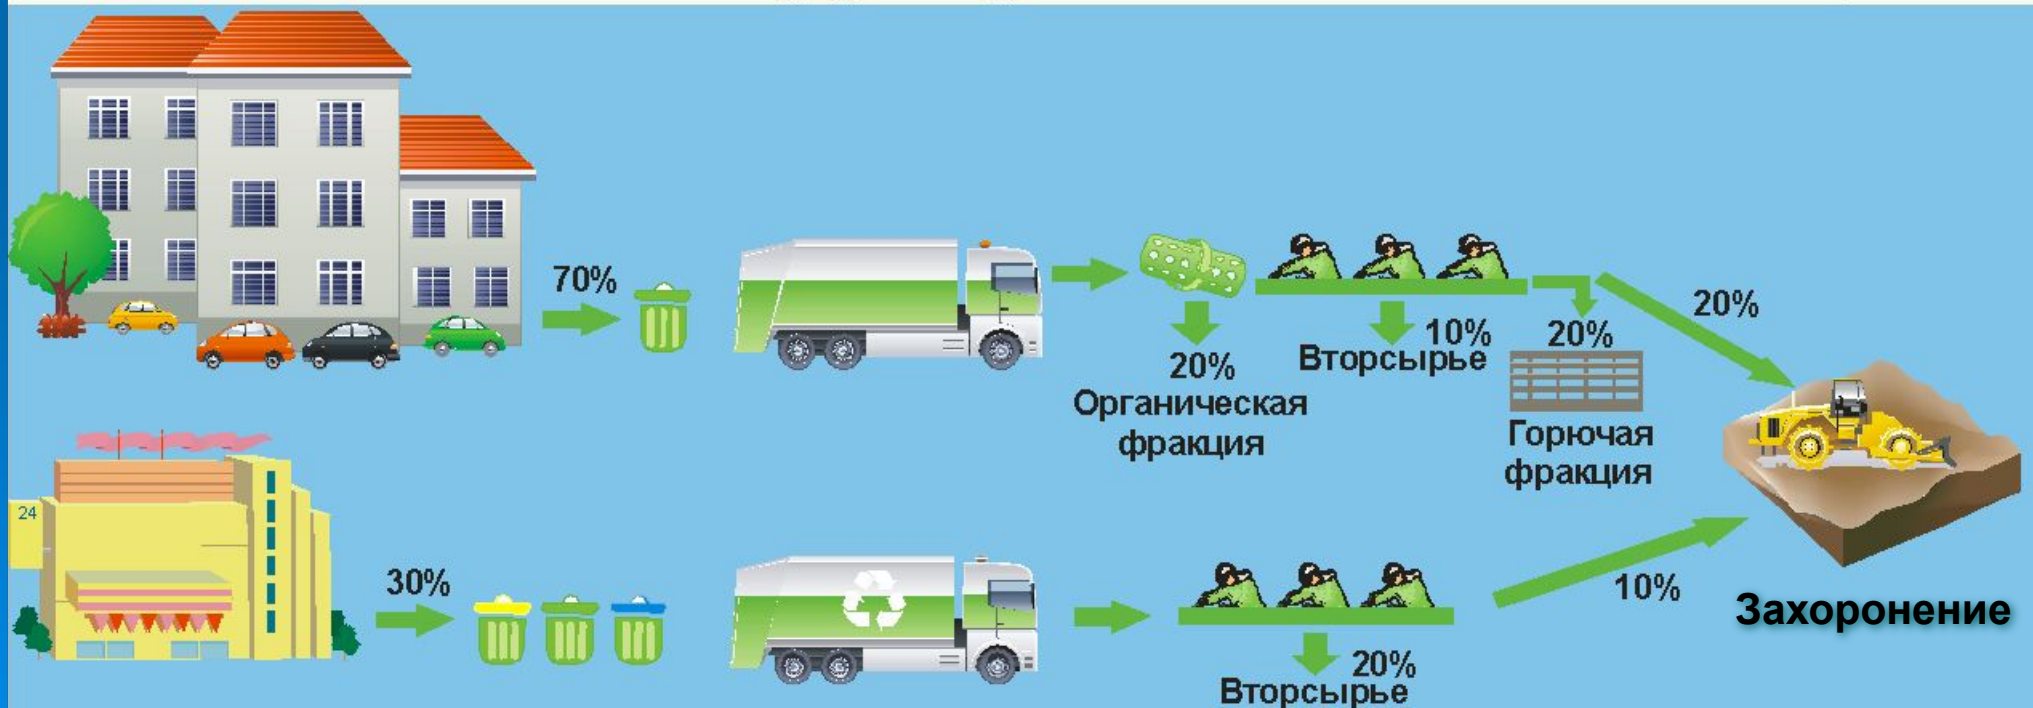 70%
20%
Органическая
фракция
10%
Вторсырье
20%
Горючая
фракция
20%
24
30%
20%
Вторсырье
10%
Захоронение